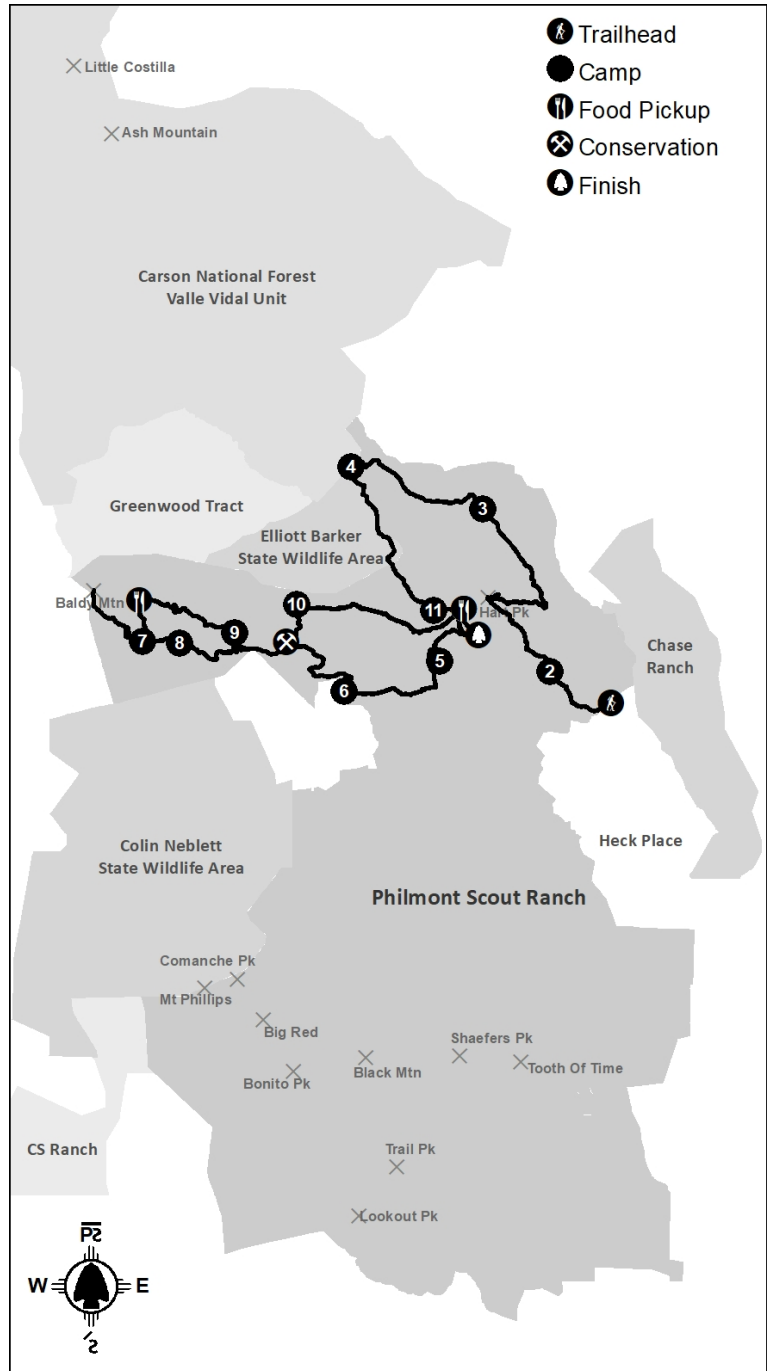 Trailhead
Camp
Food Pickup
Conservation
Finish
Little Costilla
Ash Mountain
Carson National Forest
Valle Vidal Unit
4
Greenwood Tract
3
Elliott Barker
State Wildlife Area
Baldy Mtn
10
11
Hart Pk
7
8
9
5
6
2
Chase
Ranch
Heck Place
Colin Neblett
State Wildlife Area
Philmont Scout Ranch
Comanche Pk
Mt Phillips
Big Red
Bonito Pk
Black Mtn
Shaefers Pk
Tooth Of Time
CS Ranch
Trail Pk
Lookout Pk
W
E